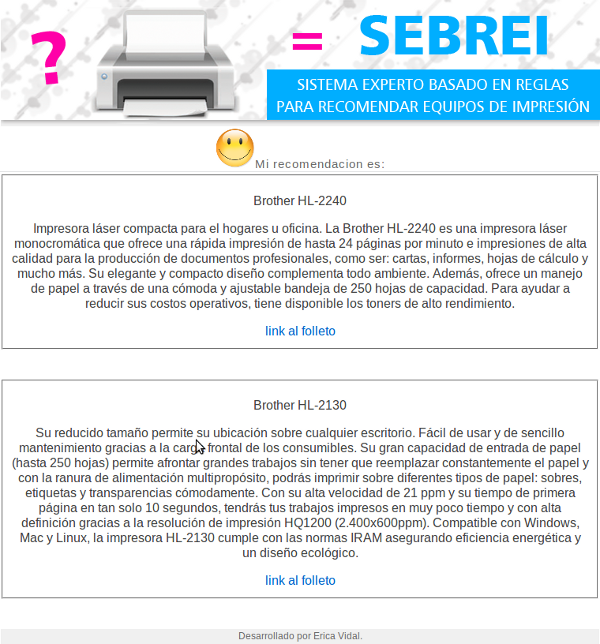 ? = SEBREI
SISTEMA EXPERTO BASADO EN REGLAS
PARA RECOMENDAR EQUIPOS DE IMPRESIÓN
Mi recomendacion es:
Brother HL-2240
Impresora láser compacta para el hogares u oficina. La Brother HL-2240 es una impresora láser
monocromática que ofrece una rápida impresión de hasta 24 páginas por minuto e impresiones de alta
calidad para la producción de documentos profesionales, como ser: cartas, informes, hojas de cálculo y
mucho más. Su elegante y compacto diseño complementa todo ambiente. Además, ofrece un manejo
de papel a través de una cómoda y ajustable bandeja de 250 hojas de capacidad. Para ayudar a
reducir sus costos operativos, tiene disponible los toners de alto rendimiento.
link al folleto
Brother HL-2130
Su reducido tamaño permite su ubicación sobre cualquier escritorio. Fácil de usar y de sencillo
mantenimiento gracias a la carga frontal de los consumibles. Su gran capacidad de entrada de papel
(hasta 250 hojas) permite afrontar grandes trabajos sin tener que reemplazar constantemente el papel y
con la ranura de alimentación multipropósito, podrás imprimir sobre diferentes tipos de papel: sobres,
etiquetas y transparencias cómodamente. Con su alta velocidad de 21 ppm y su tiempo de primera
página en tan solo 10 segundos, tendrás tus trabajos impresos en muy poco tiempo y con alta
definición gracias a la resolución de impresión HQ1200 (2.400x600ppm). Compatible con Windows,
Mac y Linux, la impresora HL-2130 cumple con las normas IRAM asegurando eficiencia energética y
un diseño ecológico.
link al folleto
Desarrollado por Erica Vidal.